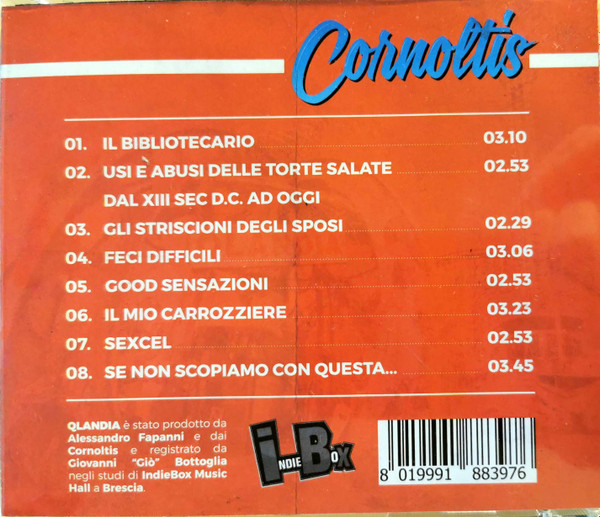 Cornoltis
01. IL BIBLIOTECARIO 03.10
02. USI E ABUSI DELLE TORTE SALATE 02.53
DAL XIII SEC D.C. AD OGGI
03. GLI STRISCIONI DEGLI SPOSI 02.29
04. FECI DIFFICILI 03.06
05. GOOD SENSAZIONI 02.53
06. IL MIO CARROZZIERE 03.23
07. SEXCEL 02.53
08. SE NON SCOPIAMO CON QUESTA... 03.45
QLANDIA è stato prodotto da
Alessandro Fapanni e dai
Cornoltis e registrato da
Giovanni "Giò" Bottoglia
negli studi di IndieBox Music
Hall a Brescia.
INDIE BOX
8 019991 883976